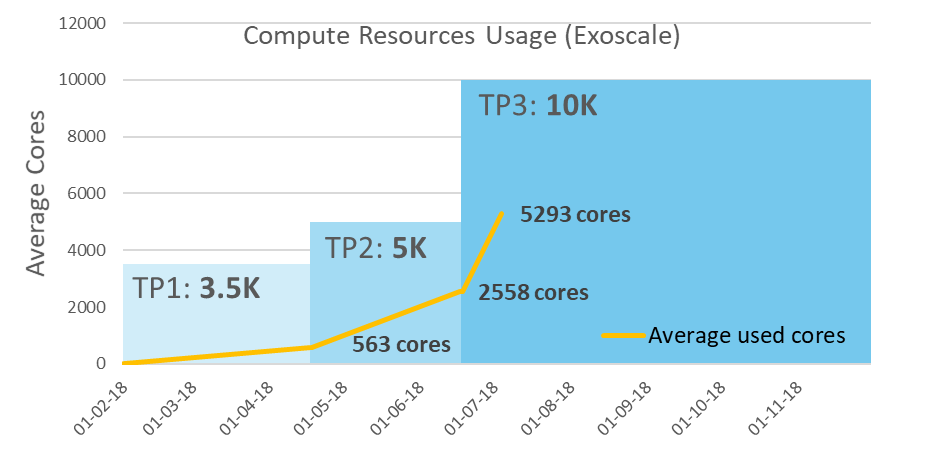 Compute Resources Usage (Exoscale)
Average Cores
12000
10000
8000
6000
4000
2000
0
TP1: 3.5K
TP2: 5K
TP3: 10K
5293 cores
2558 cores
563 cores
Average used cores
01-02-18
01-03-18
01-04-18
01-05-18
01-06-18
01-07-18
01-08-18
01-09-18
01-10-18
01-11-18